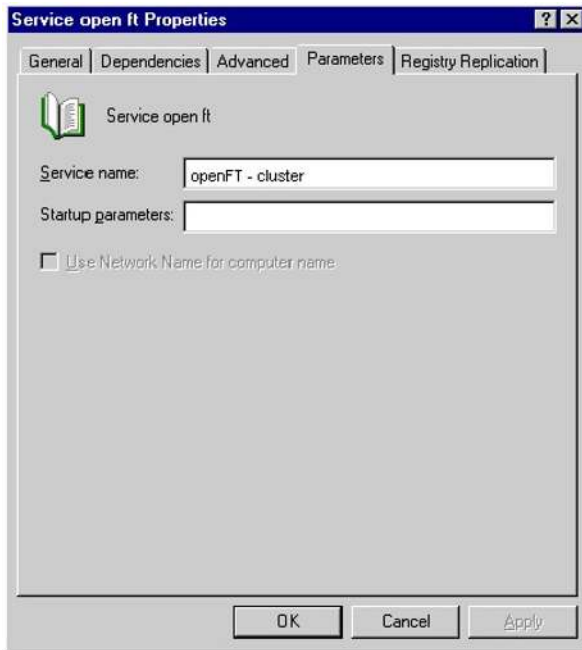 Service open ft Properties
General Dependencies Advanced Parameters Registry Replication
Service open ft
Service name: openFT - cluster
Startup parameters:
Use Network Name for computer name
OK Cancel Apply